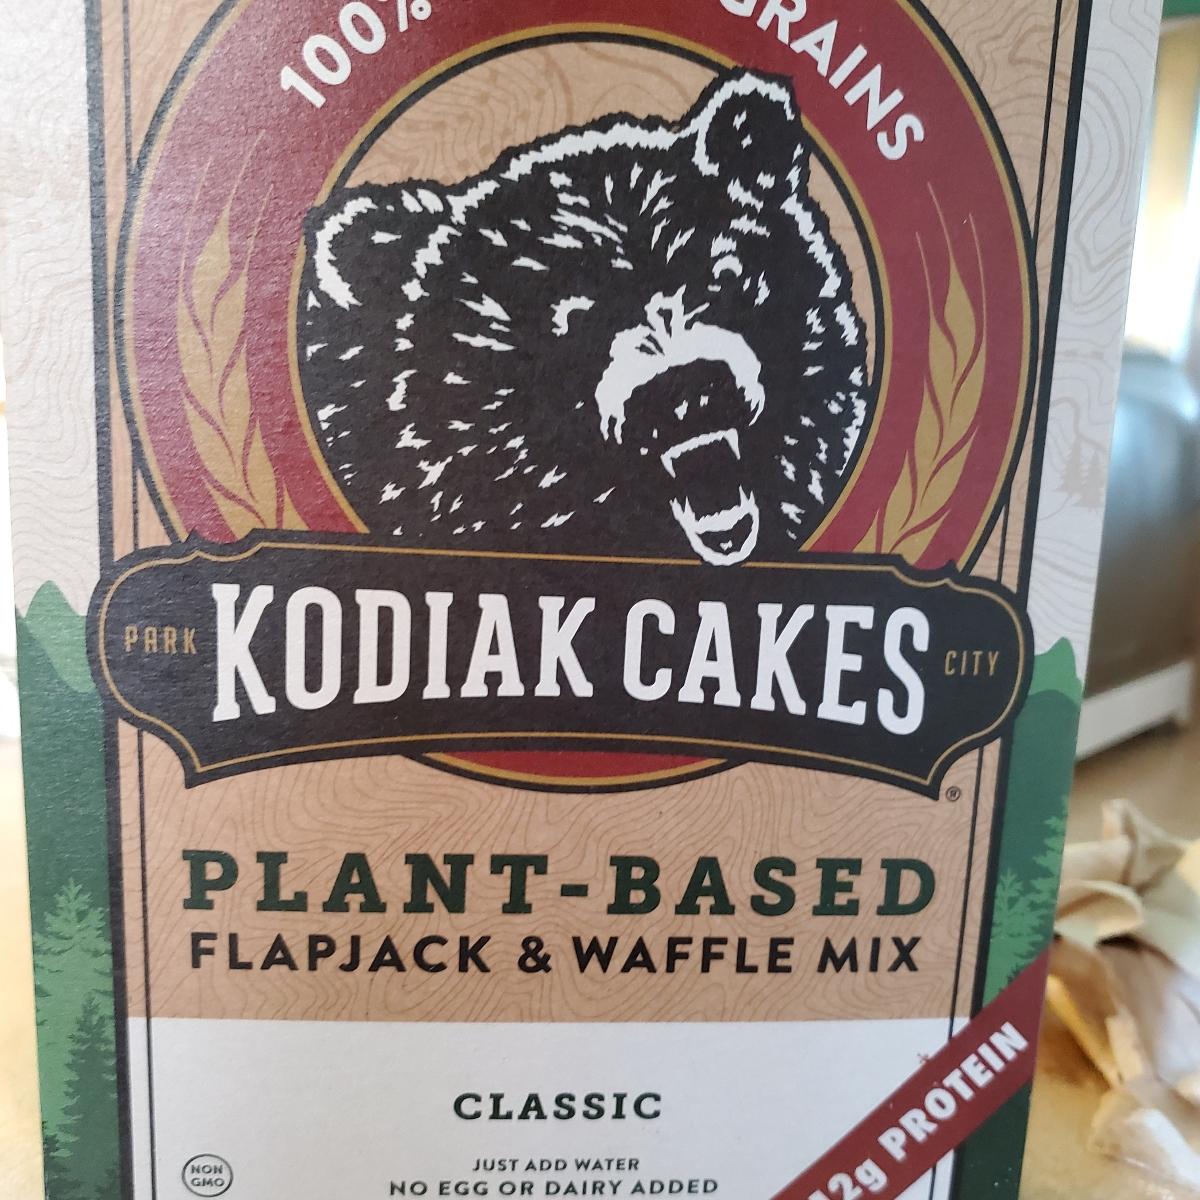 100% GRAINS
PARK KODIAK CAKES CITY
®
PLANT-BASED
FLAPJACK & WAFFLE MIX
CLASSIC
12g PROTEIN
NON
GMO
JUST ADD WATER
NO EGG OR DAIRY ADDED